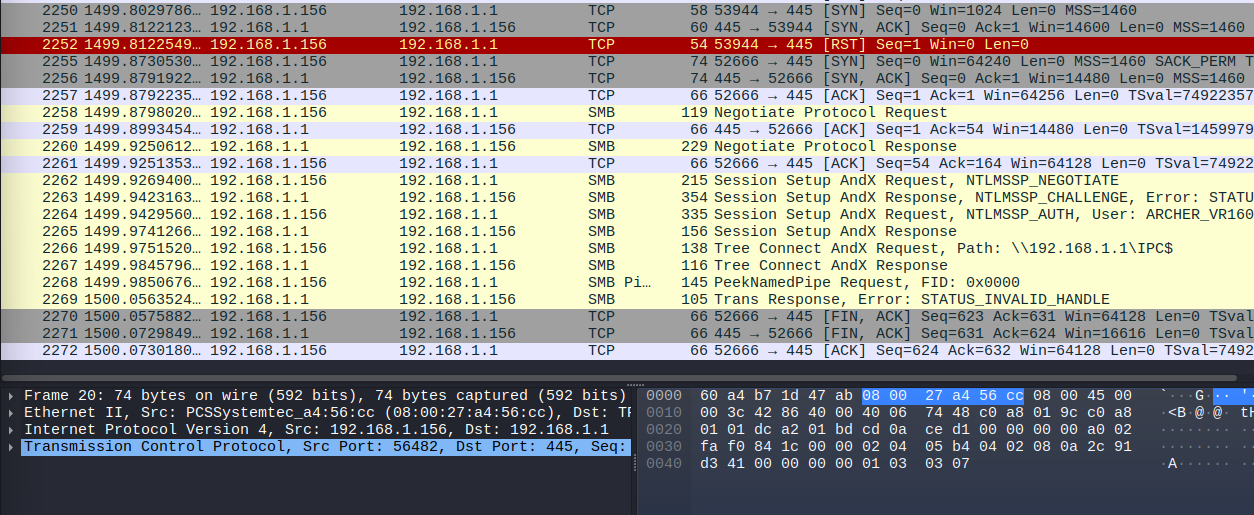 2250 1499.8029786… 192.168.1.156 192.168.1.1 TCP 58 53944 → 445 [SYN] Seq=0 Win=1024 Len=0 MSS=1460
2251 1499.8122123… 192.168.1.1 192.168.1.156 TCP 60 445 → 53944 [SYN, ACK] Seq=0 Ack=1 Win=14600 Len=0 MSS=1460
2252 1499.8122549… 192.168.1.156 192.168.1.1 TCP 54 53944 → 445 [RST] Seq=1 Win=0 Len=0
2255 1499.8730530… 192.168.1.156 192.168.1.1 TCP 74 52666 → 445 [SYN] Seq=0 Win=64240 Len=0 MSS=1460 SACK_PERM T
2256 1499.8791922… 192.168.1.1 192.168.1.156 TCP 74 445 → 52666 [SYN, ACK] Seq=0 Ack=1 Win=14480 Len=0 MSS=1460
2257 1499.8792235… 192.168.1.156 192.168.1.1 TCP 66 52666 → 445 [ACK] Seq=1 Ack=1 Win=64256 Len=0 TSval=74922357
2258 1499.8798020… 192.168.1.156 192.168.1.1 SMB 119 Negotiate Protocol Request
2259 1499.8993454… 192.168.1.1 192.168.1.156 TCP 66 445 → 52666 [ACK] Seq=1 Ack=54 Win=14480 Len=0 TSval=1459979
2260 1499.9250612… 192.168.1.1 192.168.1.156 SMB 229 Negotiate Protocol Response
2261 1499.9251353… 192.168.1.156 192.168.1.1 TCP 66 52666 → 445 [ACK] Seq=54 Ack=164 Win=64128 Len=0 TSval=74922
2262 1499.9269400… 192.168.1.156 192.168.1.1 SMB 215 Session Setup AndX Request, NTLMSSP_NEGOTIATE
2263 1499.9423163… 192.168.1.1 192.168.1.156 SMB 354 Session Setup AndX Response, NTLMSSP_CHALLENGE, Error: STATU
2264 1499.9429560… 192.168.1.156 192.168.1.1 SMB 335 Session Setup AndX Request, NTLMSSP_AUTH, User: ARCHER_VR160
2265 1499.9741266… 192.168.1.1 192.168.1.156 SMB 156 Session Setup AndX Response
2266 1499.9751520… 192.168.1.156 192.168.1.1 SMB 138 Tree Connect AndX Request, Path: \\192.168.1.1\IPC$
2267 1499.9845796… 192.168.1.1 192.168.1.156 SMB 116 Tree Connect AndX Response
2268 1499.9850676… 192.168.1.156 192.168.1.1 SMB Pi… 145 PeekNamedPipe Request, FID: 0x0000
2269 1500.0563524… 192.168.1.1 192.168.1.156 SMB 105 Trans Response, Error: STATUS_INVALID_HANDLE
2270 1500.0575882… 192.168.1.156 192.168.1.1 TCP 66 52666 → 445 [FIN, ACK] Seq=623 Ack=631 Win=64128 Len=0 TSval
2271 1500.0729849… 192.168.1.1 192.168.1.156 TCP 66 445 → 52666 [FIN, ACK] Seq=631 Ack=624 Win=16616 Len=0 TSval
2272 1500.0730180… 192.168.1.156 192.168.1.1 TCP 66 52666 → 445 [ACK] Seq=624 Ack=632 Win=64128 Len=0 TSval=7492
Frame 20: 74 bytes on wire (592 bits), 74 bytes captured (592 bits)
Ethernet II, Src: PCSSystemtec_a4:56:cc (08:00:27:a4:56:cc), Dst: TP
Internet Protocol Version 4, Src: 192.168.1.156, Dst: 192.168.1.1
Transmission Control Protocol, Src Port: 56482, Dst Port: 445, Seq:
0000 60 a4 b7 1d 47 ab 08 00 27 a4 56 cc 08 00 45 00 `···G···'·
0010 00 3c 42 86 40 00 40 06 74 48 c0 a8 01 9c c0 a8 ·<B·@·@· tH
0020 01 01 dc a2 01 bd cd 0a ce d1 00 00 00 00 a0 02 ········ ··
0030 fa f0 84 1c 00 00 02 04 05 b4 04 02 08 0a 2c 91 ········ ··
0040 d3 41 00 00 00 00 01 03 03 07 ·A······ ··